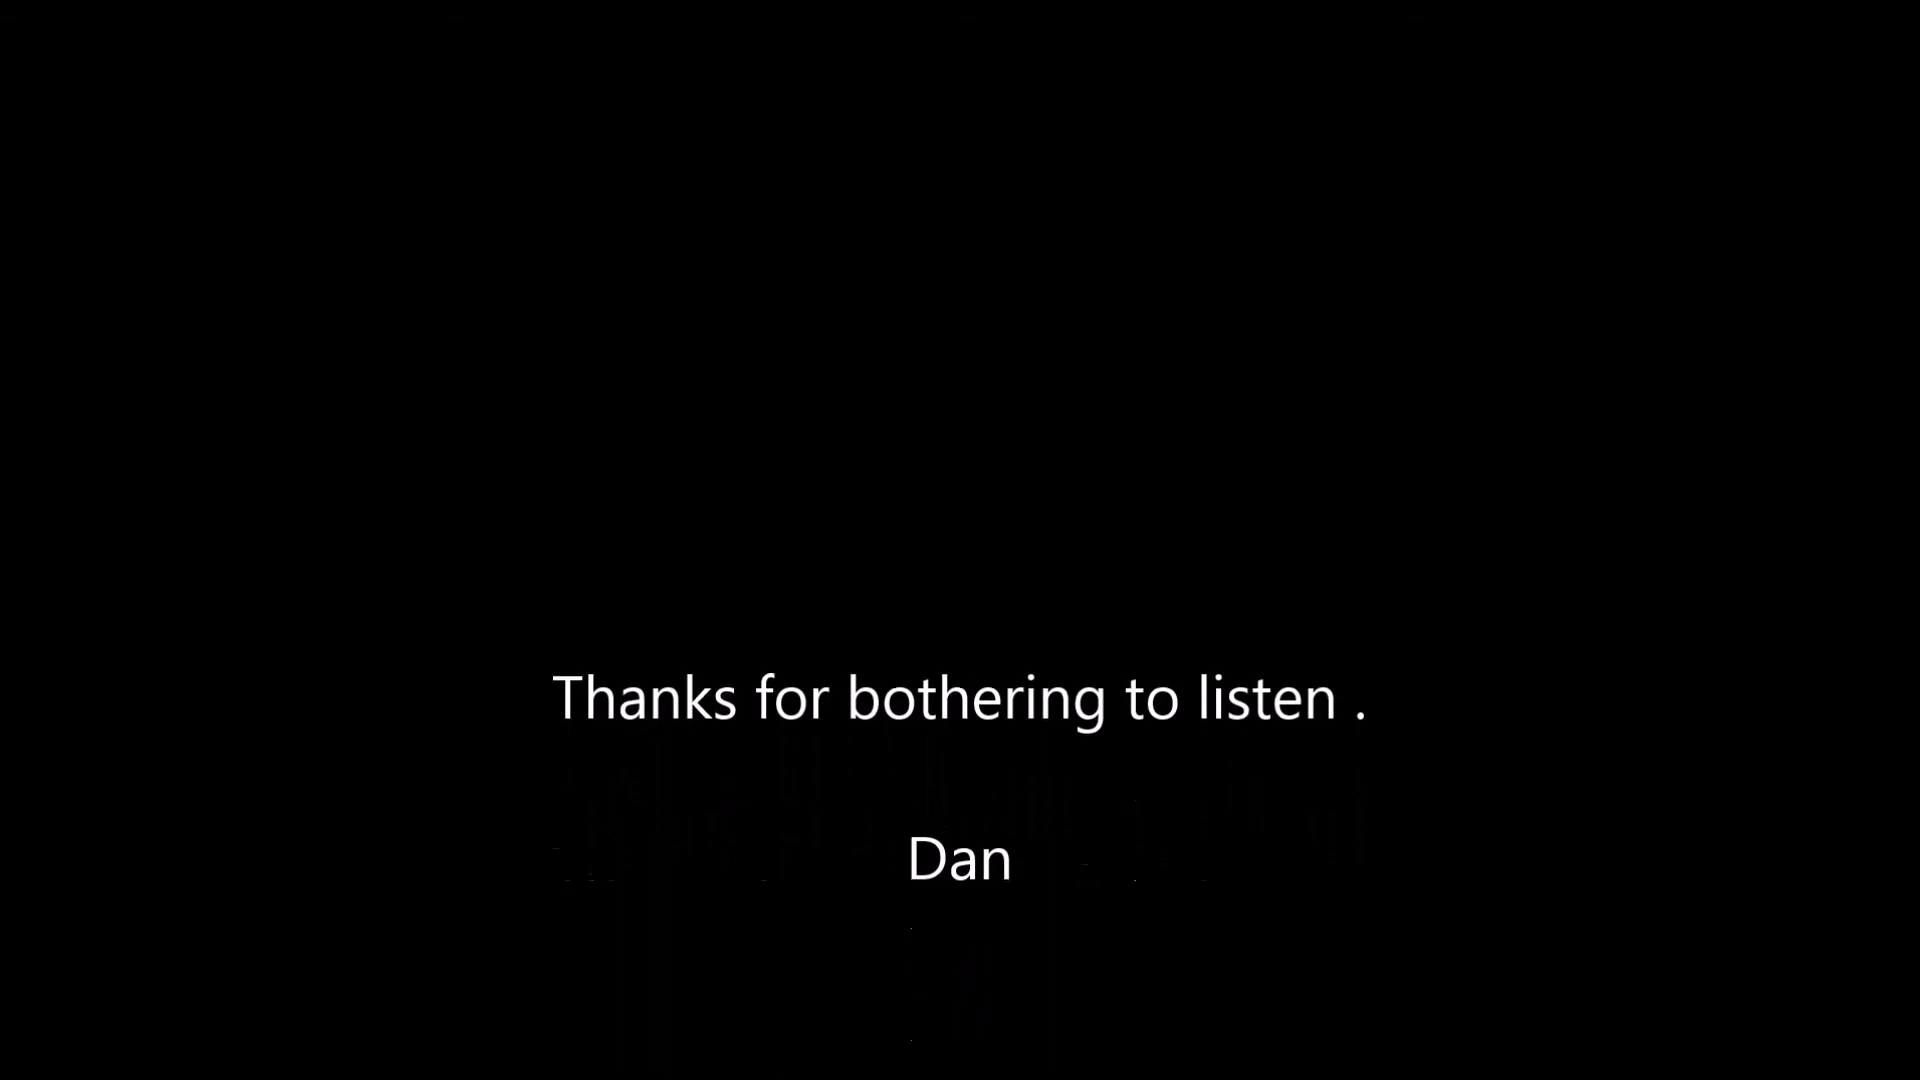 Thanks for bothering to listen .
Dan